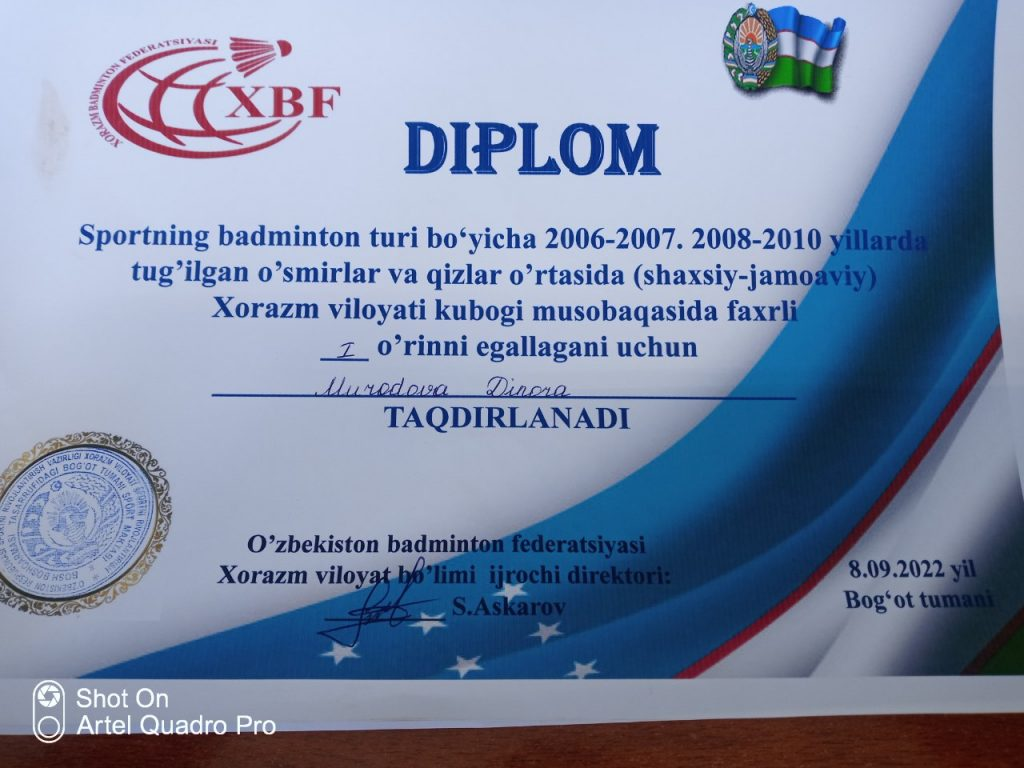 XORAZM BADMINTON FEDERATSIYASI
XBF
DIPLOM
Sportning badminton turi bo‘yicha 2006-2007. 2008-2010 yillarda
tug’ilgan o’smirlar va qizlar o’rtasida (shaxsiy-jamoaviy)
Xorazm viloyati kubogi musobaqasida faxrli
I o’rinni egallagani uchun
Murodova Dinora
TAQDIRLANADI
O’zbekiston badminton federatsiyasi
Xorazm viloyat bo’limi ijrochi direktori:
S.Askarov
8.09.2022 yil
Bog‘ot tumani
Shot On
Artel Quadro Pro